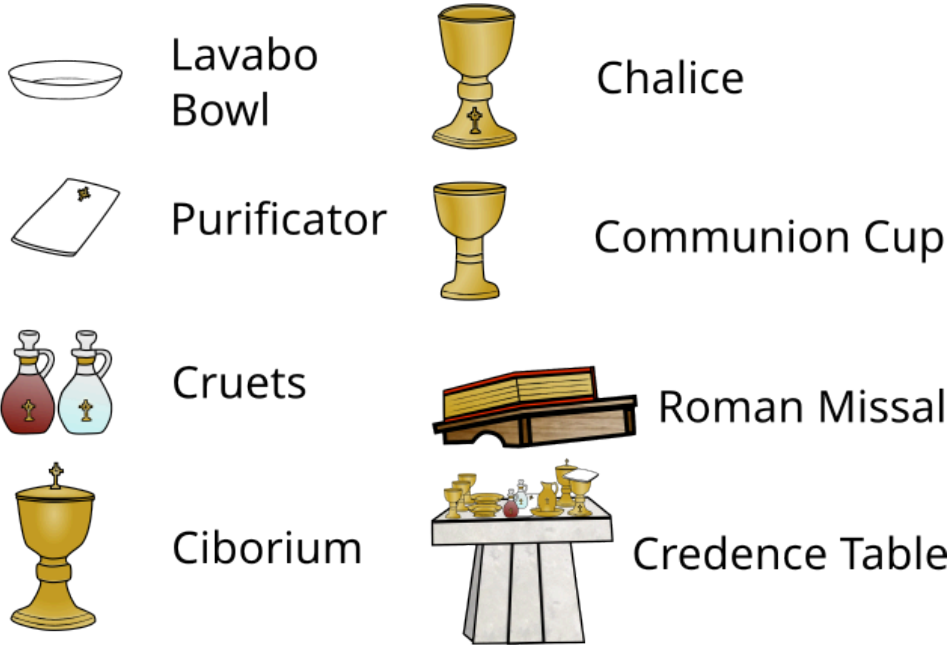 Lavabo
Bowl
Chalice
Purificator
Communion Cup
Cruets
Roman Missal
Ciborium
Credence Table